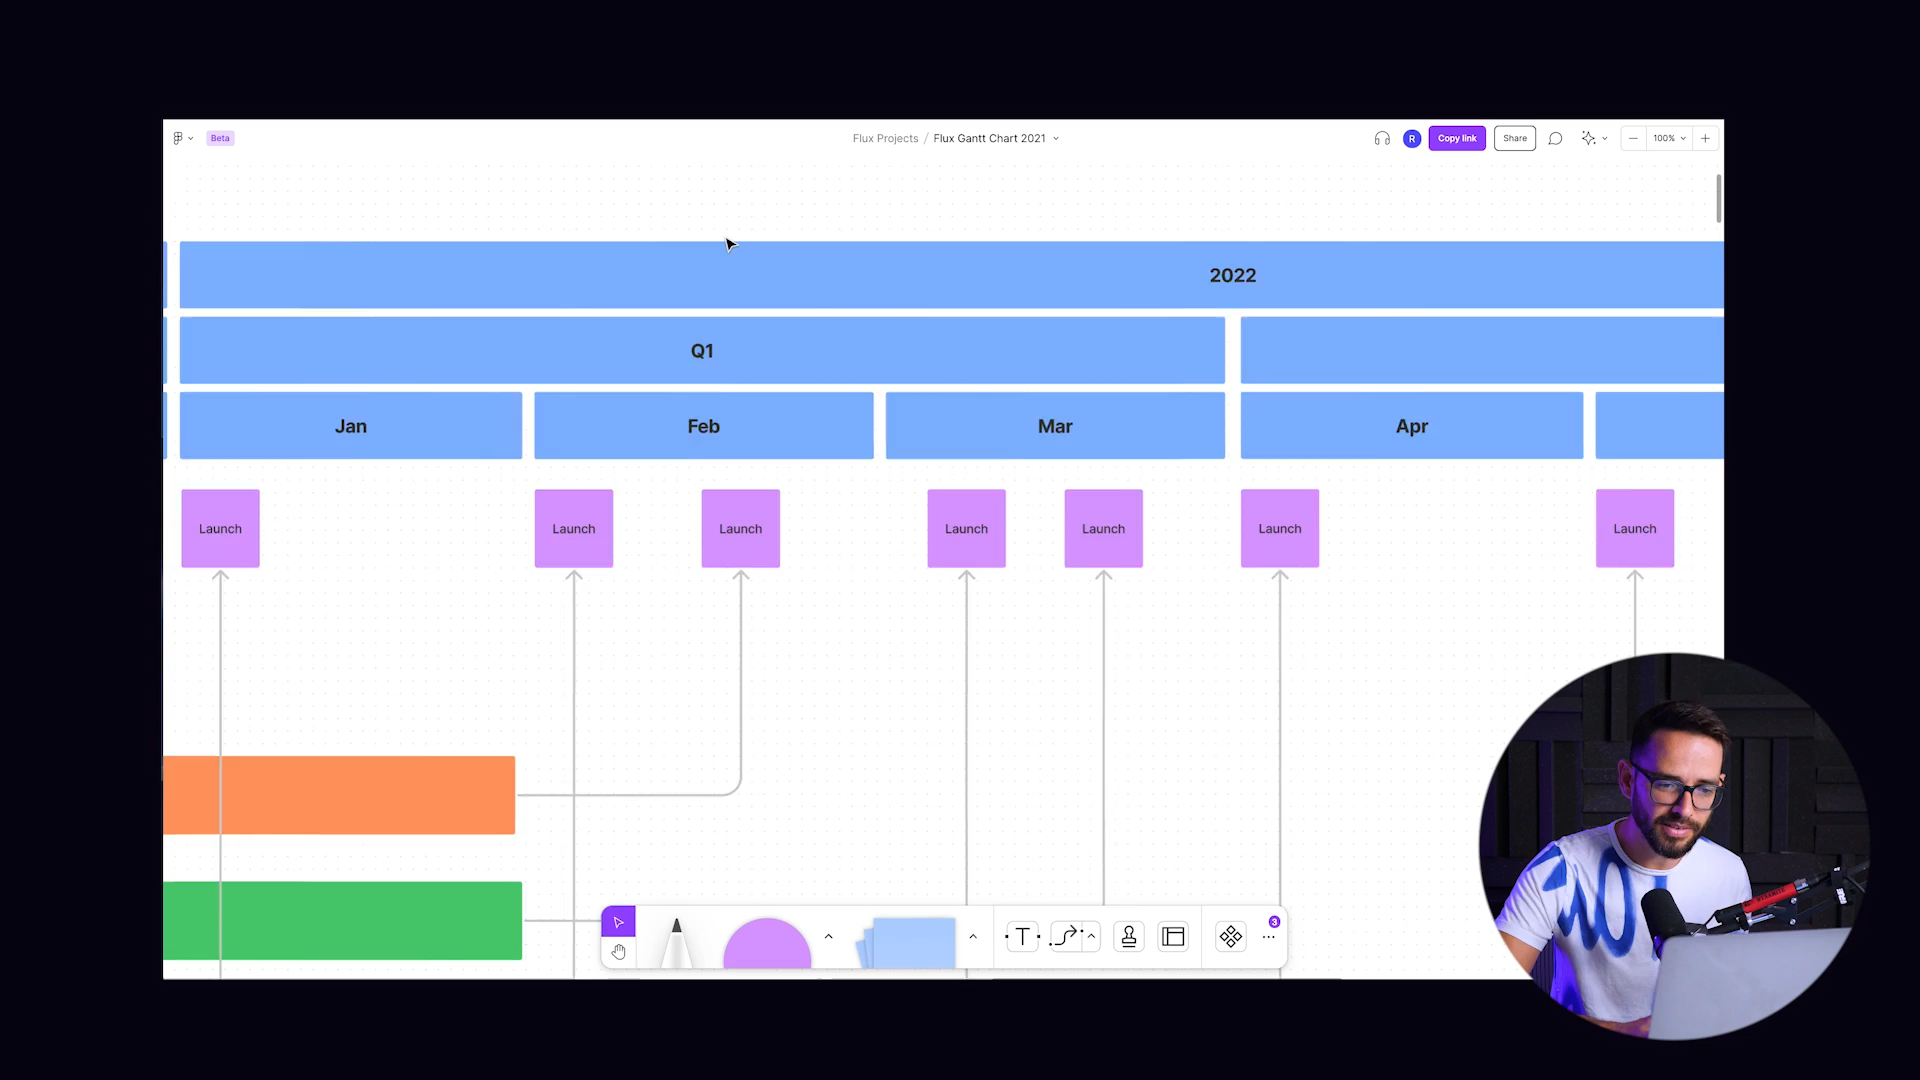 Beta
Flux Projects / Flux Gantt Chart 2021
R
Copy link
Share
100%
2022
Q1
Jan
Feb
Mar
Apr
Launch
Launch
Launch
Launch
Launch
Launch
Launch
T
3